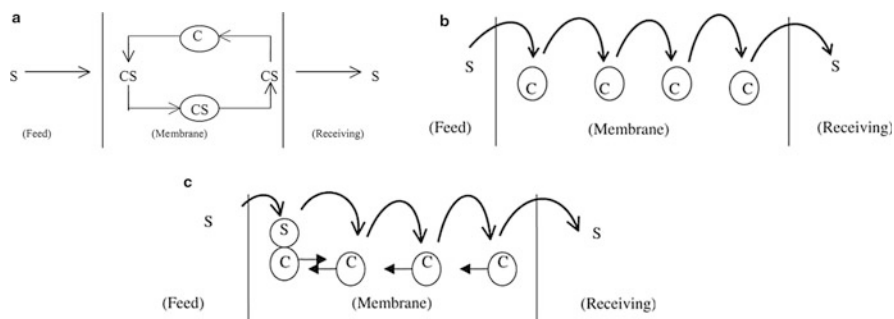 a
C
S CS CS S
CS
(Feed) (Membrane) (Receiving)
b
S C C C C S
(Feed) (Membrane) (Receiving)
c
S S S
C C C C
(Feed) (Membrane) (Receiving)